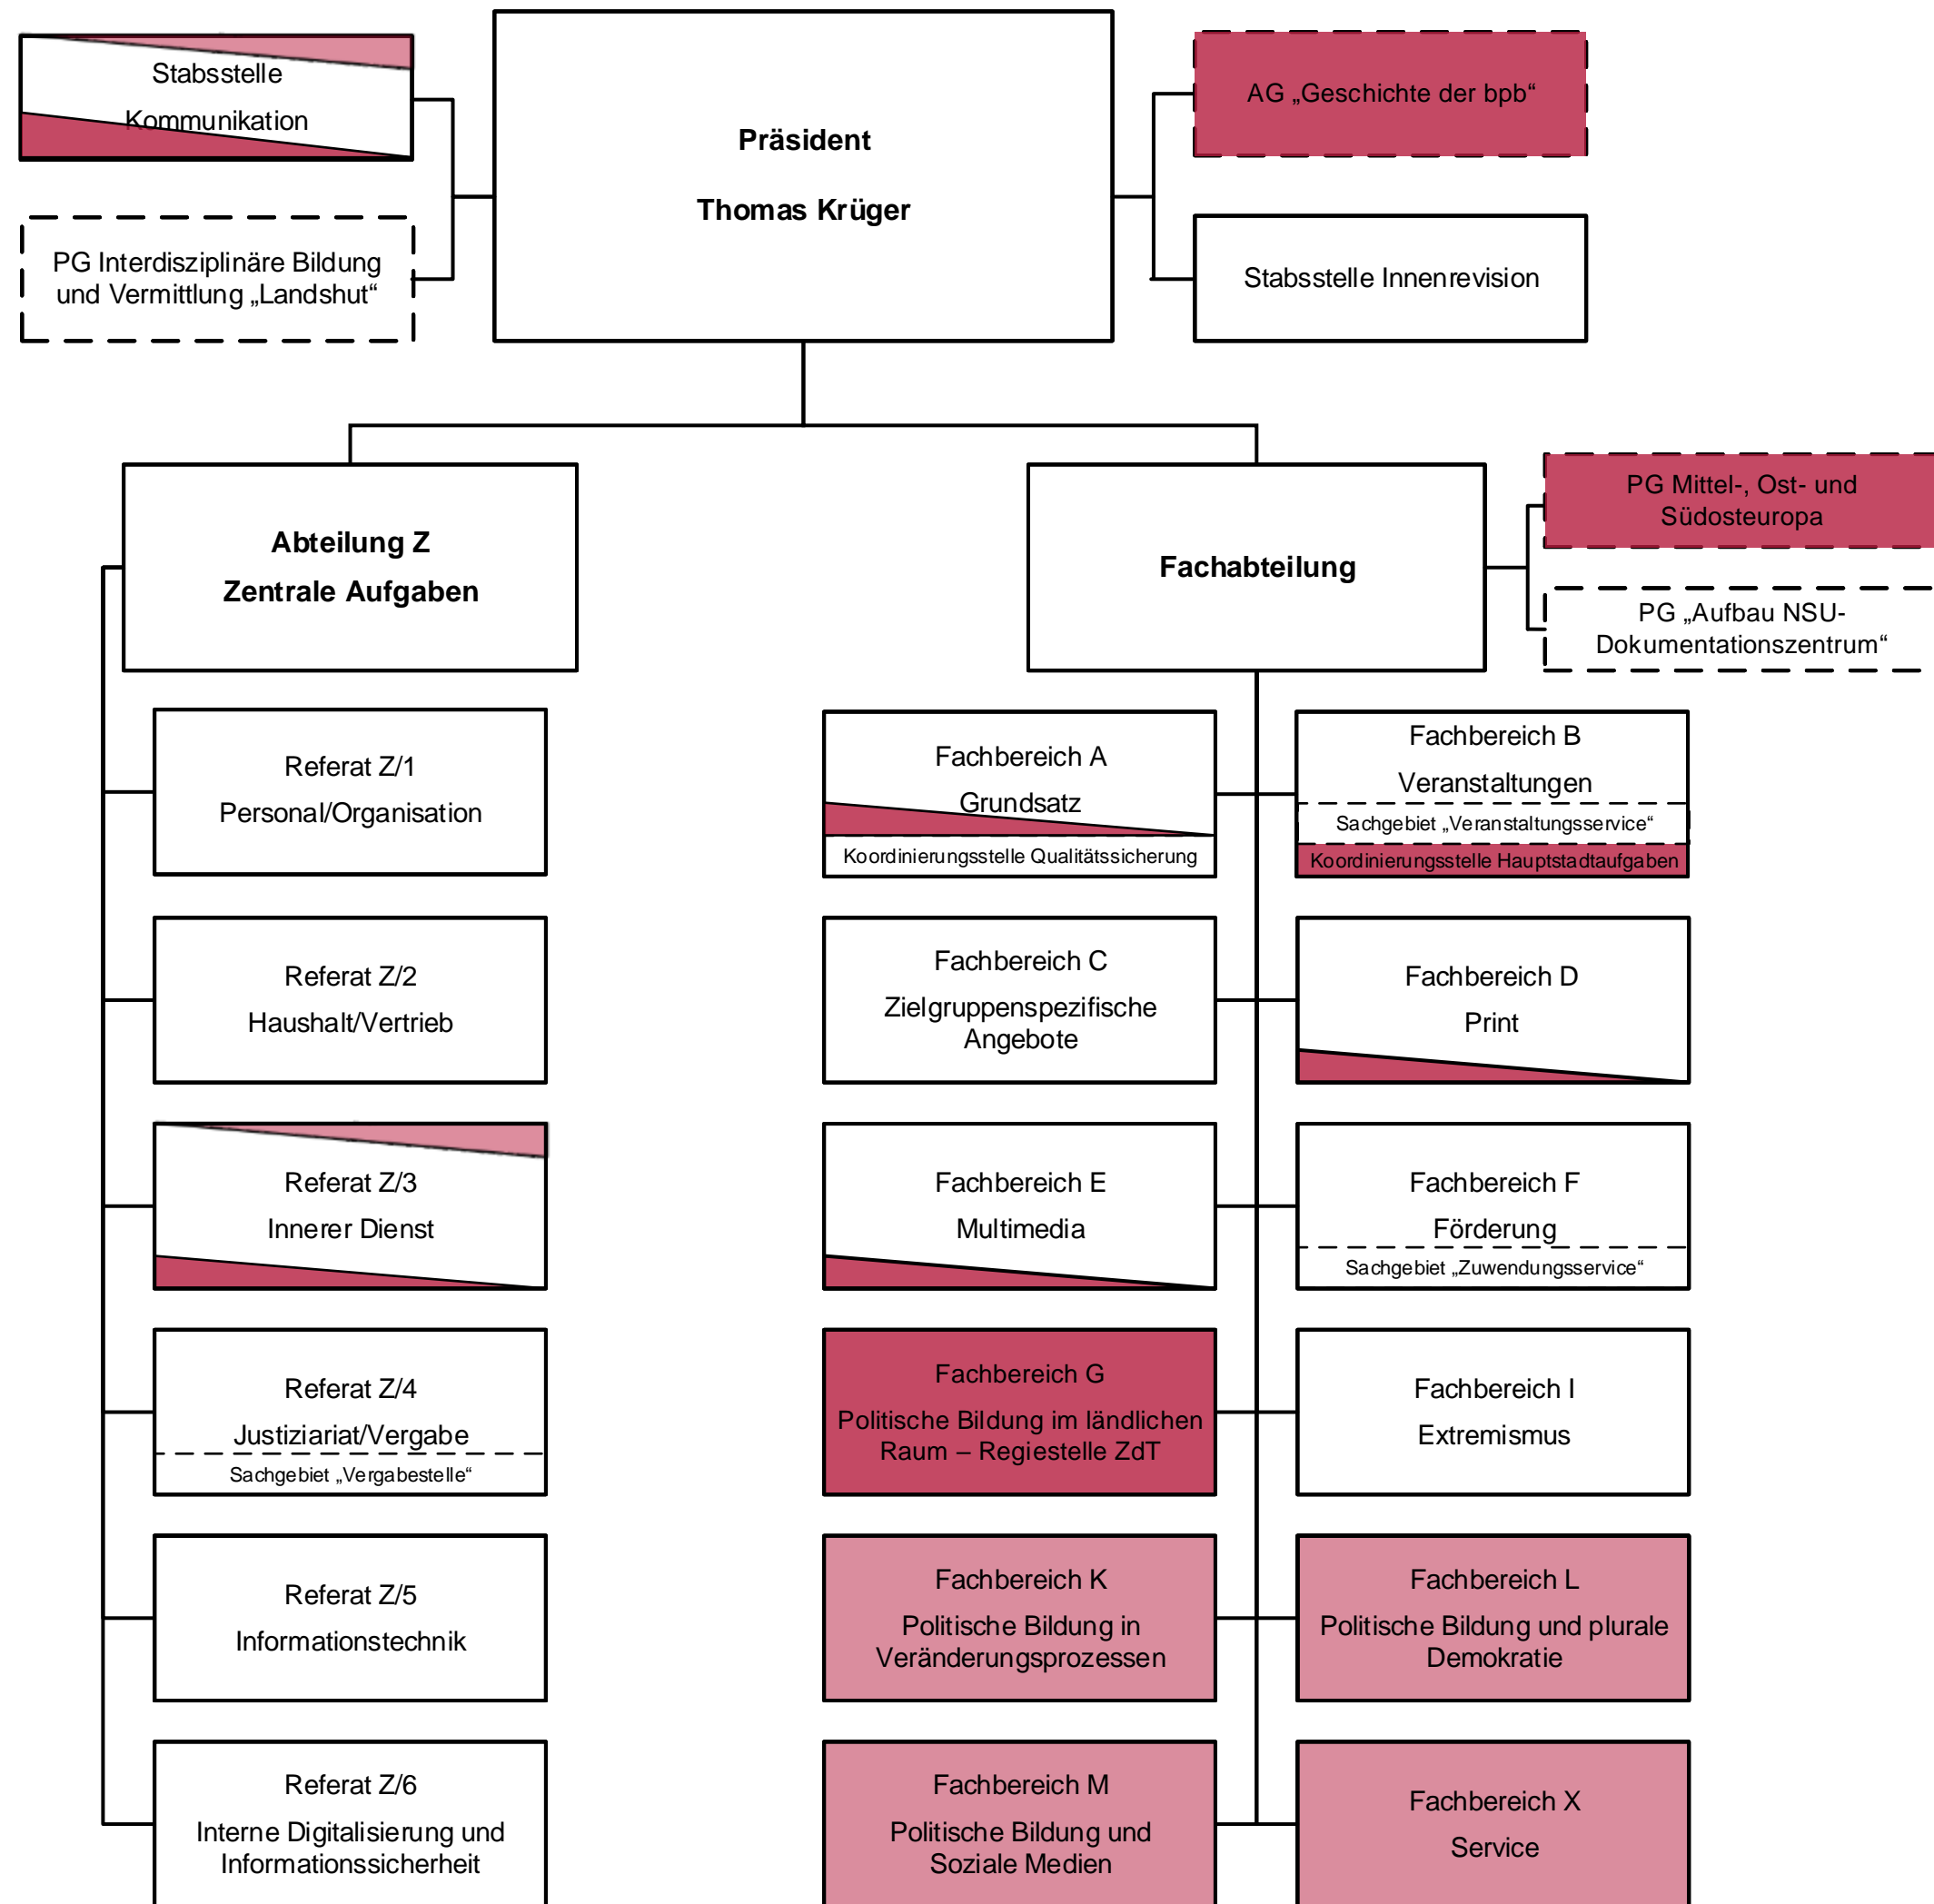 Stabsstelle
Kommunikation
PG Interdisziplinäre Bildung
und Vermittlung „Landshut“
Präsident
Thomas Krüger
AG „Geschichte der bpb“
Stabsstelle Innenrevision
Abteilung Z
Zentrale Aufgaben
Fachabteilung
PG Mittel-, Ost- und
Südosteuropa
PG „Aufbau NSU-
Dokumentationszentrum“
Referat Z/1
Personal/Organisation
Referat Z/2
Haushalt/Vertrieb
Referat Z/3
Innerer Dienst
Referat Z/4
Justiziariat/Vergabe
Sachgebiet „Vergabestelle“
Referat Z/5
Informationstechnik
Referat Z/6
Interne Digitalisierung und
Informationssicherheit
Fachbereich A
Grundsatz
Koordinierungsstelle Qualitätssicherung
Fachbereich B
Veranstaltungen
Sachgebiet „Veranstaltungsservice“
Koordinierungsstelle Hauptstadtaufgaben
Fachbereich C
Zielgruppenspezifische
Angebote
Fachbereich D
Print
Fachbereich E
Multimedia
Fachbereich F
Förderung
Sachgebiet „Zuwendungsservice“
Fachbereich G
Politische Bildung im ländlichen
Raum – Regiestelle ZdT
Fachbereich I
Extremismus
Fachbereich K
Politische Bildung in
Veränderungsprozessen
Fachbereich L
Politische Bildung und plurale
Demokratie
Fachbereich M
Politische Bildung und
Soziale Medien
Fachbereich X
Service